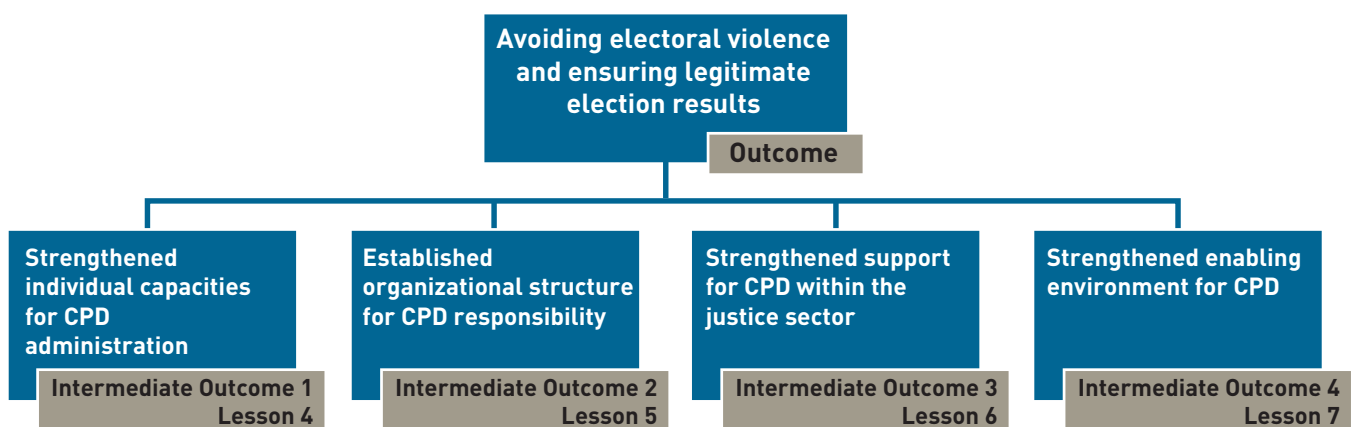 Avoiding electoral violence
and ensuring legitimate
election results
Outcome
Strengthened
individual capacities
for CPD
administration
Intermediate Outcome 1
Lesson 4
Established
organizational structure
for CPD responsibility
Intermediate Outcome 2
Lesson 5
Strengthened support
for CPD within the
justice sector
Intermediate Outcome 3
Lesson 6
Strengthened enabling
environment for CPD
Intermediate Outcome 4
Lesson 7